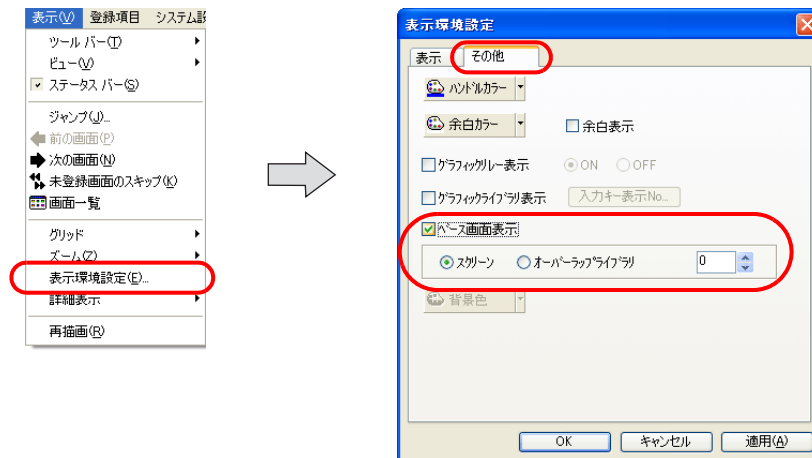 表示(V) 登録項目 システム設
ツール バー(T)
ビュー(V)
ステータス バー(S)
ジャンプ(J)...
前の画面(P)
次の画面(N)
未登録画面のスキップ(K)
画面一覧
グリッド
ズーム(Z)
表示環境設定(E)...
詳細表示
再描画(R)
表示環境設定
表示 その他
ハンドルカラー
余白カラー 余白表示
グラフィックリレー表示 ON OFF
グラフィックライブラリ表示 入力キー表示No...
ベース画面表示
スクリーン オーバーラップライブラリ 0
背景色
OK キャンセル 適用(A)